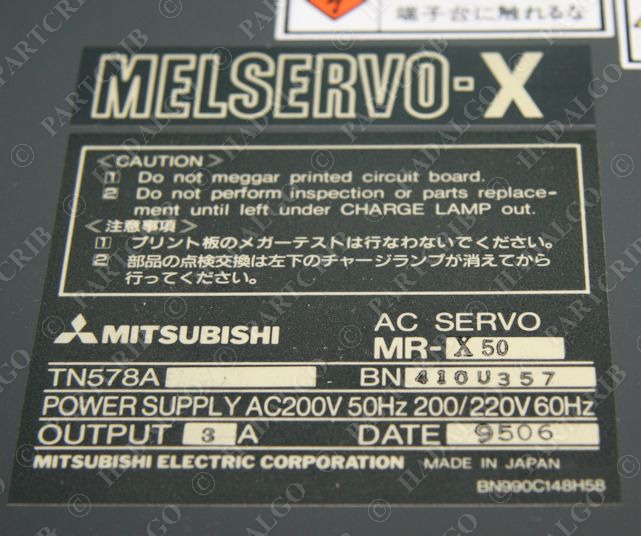 端子台に触れるな
MELSERVO-X
〈CAUTION〉
1 Do not meggar printed circuit board.
2 Do not perform inspection or parts replace-
ment until left under CHARGE LAMP out.
〈注意事項〉
1 プリント板のメガーテストは行なわないでください。
2 部品の点検交換は左下のチャージランプが消えてから
行ってください。
MITSUBISHI AC SERVO
MR-X50
TN578A BN 410U357
POWER SUPPLY AC200V 50Hz 200/220V 60Hz
OUTPUT 3 A DATE 9506
MITSUBISHI ELECTRIC CORPORATION MADE IN JAPAN
BN990C148H58
© PARTCRIB
© HADALGO